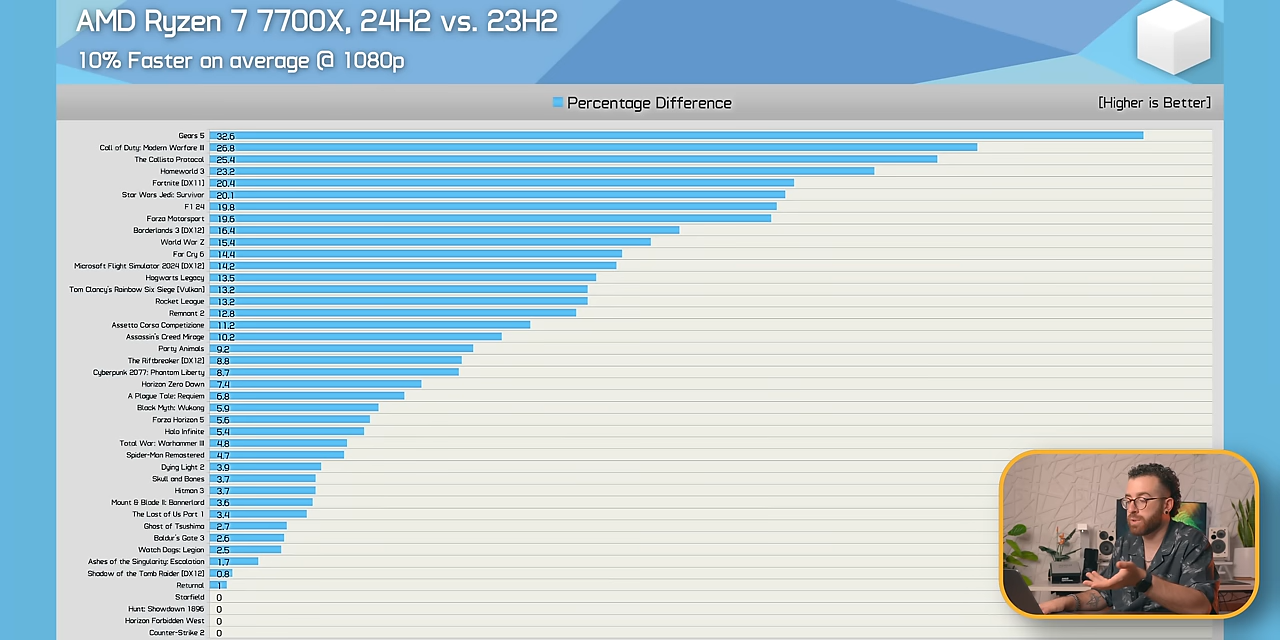 AMD Ryzen 7 7700X, 24H2 vs. 23H2
10% Faster on average @ 1080p
Percentage Difference
[Higher is Better]
Gears 5 32.6
Call of Duty: Modern Warfare III 26.8
The Callisto Protocol 25.4
Homeworld 3 23.2
Fortnite [DX11] 20.4
Star Wars Jedi: Survivor 20.1
F1 24 19.8
Forza Motorsport 19.6
Borderlands 3 [DX12] 16.4
World War Z 15.4
Far Cry 6 14.4
Microsoft Flight Simulator 2024 [DX12] 14.2
Hogwarts Legacy 13.5
Tom Clancy's Rainbow Six Siege [Vulkan] 13.2
Rocket League 13.2
Remnant 2 12.8
Assetto Corsa Competizione 11.2
Assassin's Creed Mirage 10.2
Party Animals 9.2
The Riftbreaker [DX12] 8.8
Cyberpunk 2077: Phantom Liberty 8.7
Horizon Zero Dawn 7.4
A Plague Tale: Requiem 6.8
Black Myth: Wukong 5.9
Forza Horizon 5 5.6
Halo Infinite 5.4
Total War: Warhammer III 4.8
Spider-Man Remastered 4.7
Dying Light 2 3.9
Skull and Bones 3.7
Hitman 3 3.7
Mount & Blade II: Bannerlord 3.6
The Last of Us Part 1 3.4
Ghost of Tsushima 2.7
Baldur's Gate 3 2.6
Watch Dogs: Legion 2.5
Ashes of the Singularity: Escalation 1.7
Shadow of the Tomb Raider [DX12] 0.8
Returnal 1
Starfield 0
Hunt: Showdown 1896 0
Horizon Forbidden West 0
Counter-Strike 2 0